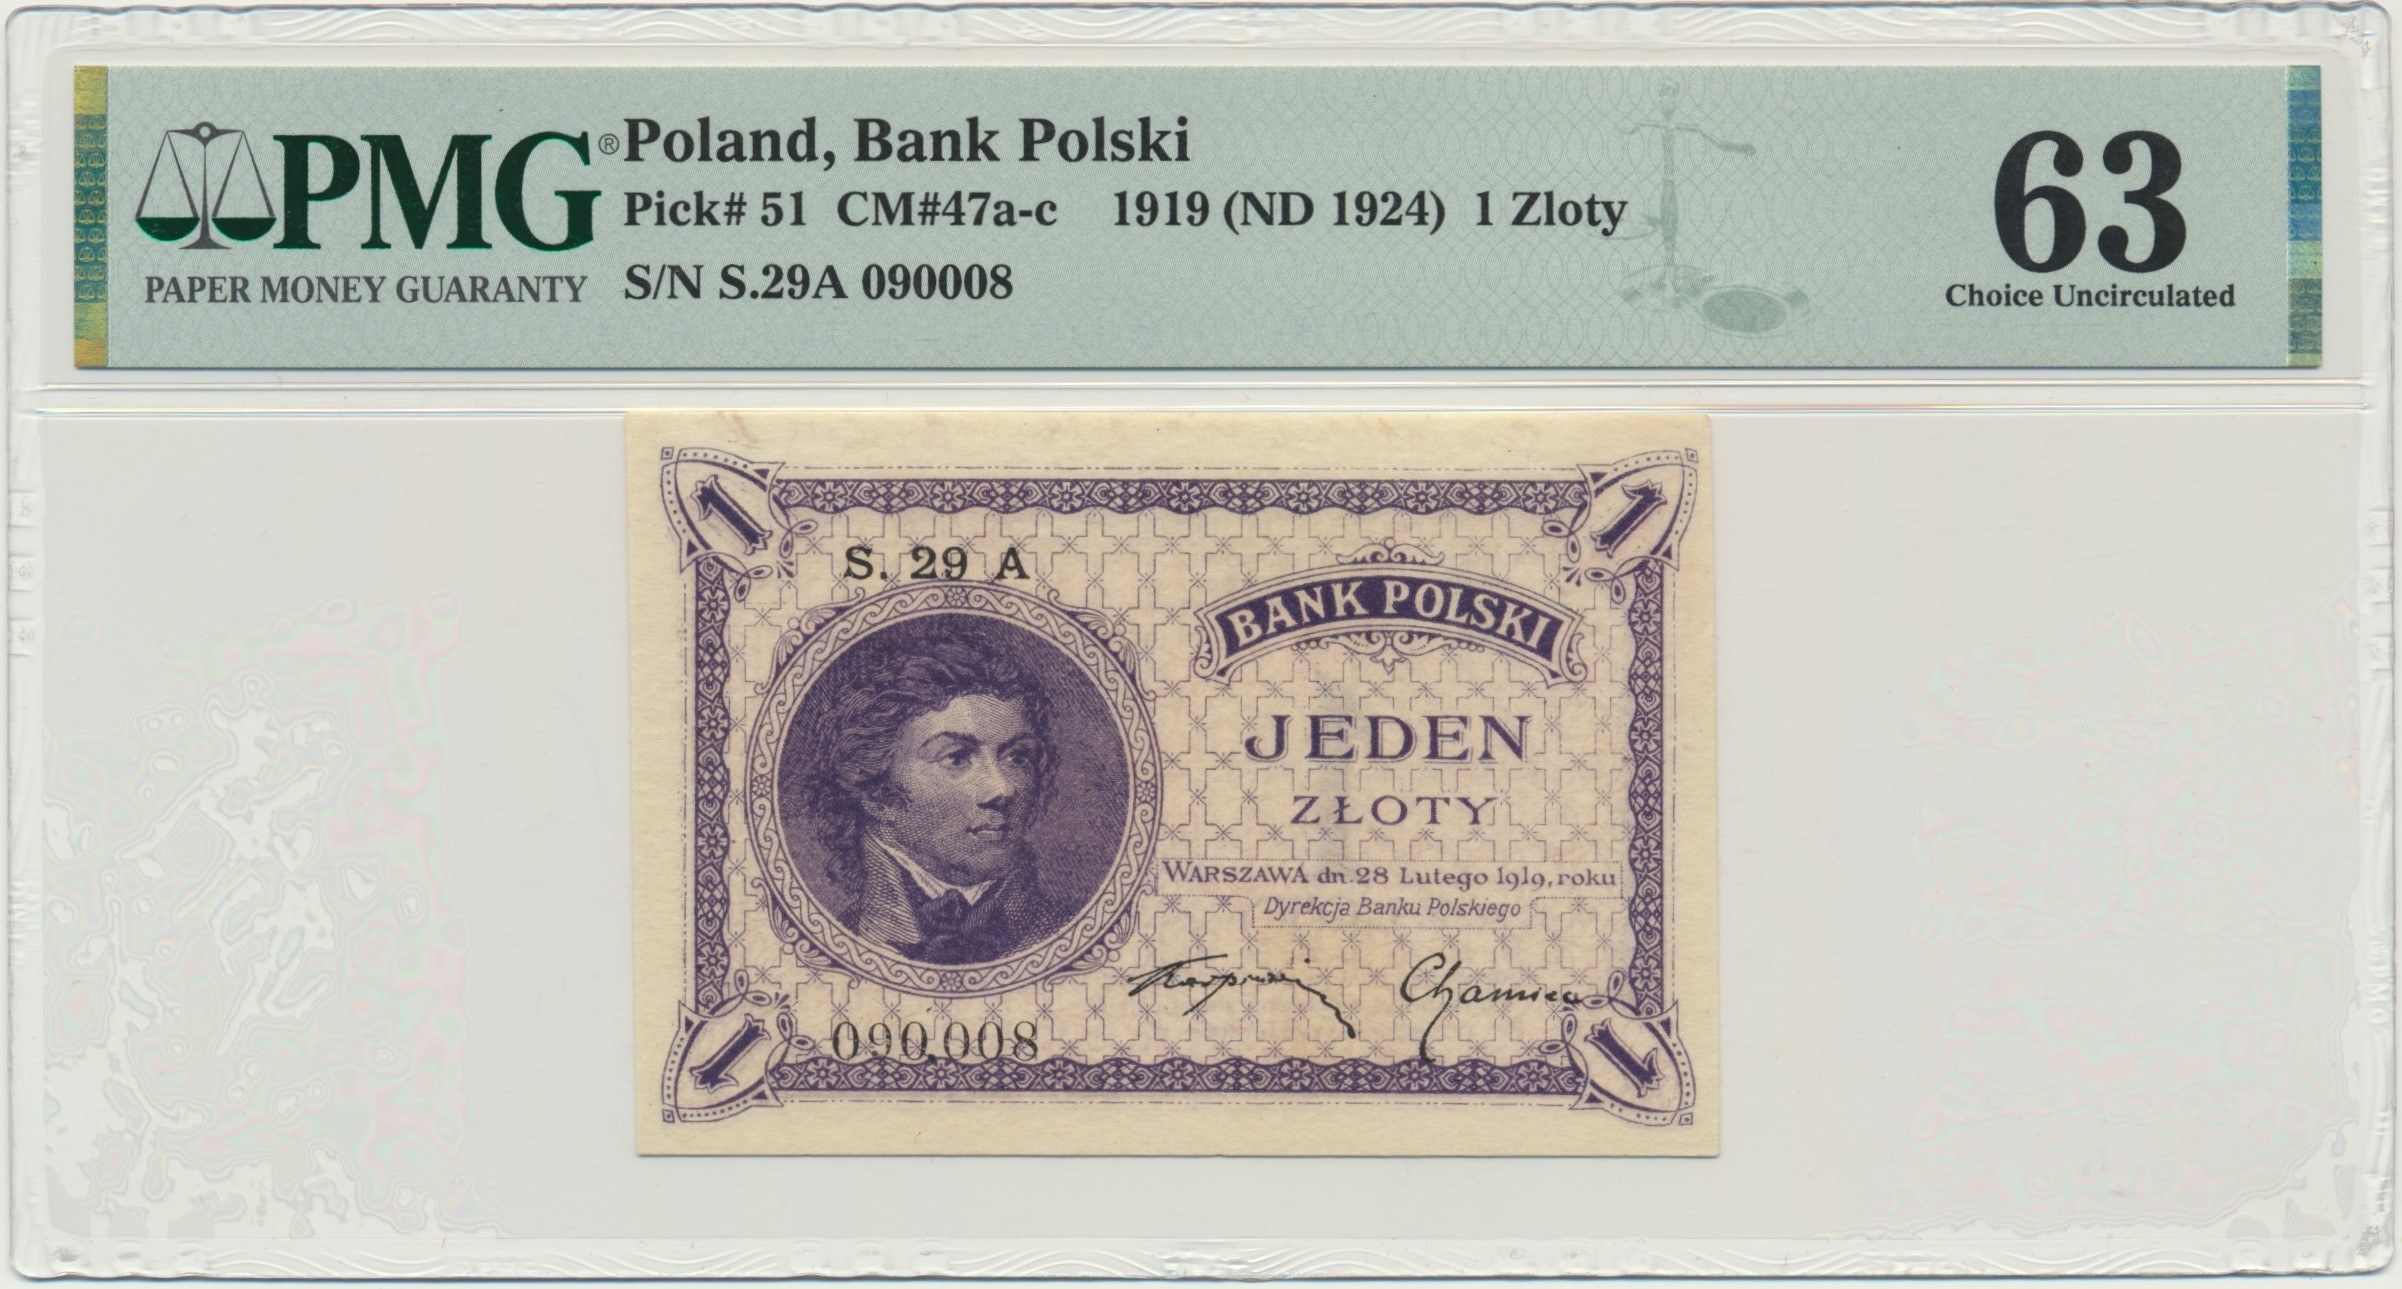 PMG®
PAPER MONEY GUARANTY
Poland, Bank Polski
Pick# 51 CM#47a-c 1919 (ND 1924) 1 Zloty
S/N S.29A 090008
63
Choice Uncirculated
1
1
S. 29 A
BANK POLSKI
JEDEN
ZŁOTY
WARSZAWA dn. 28 Lutego 1919, roku
Dyrekcja Banku Polskiego
090,008
1
1